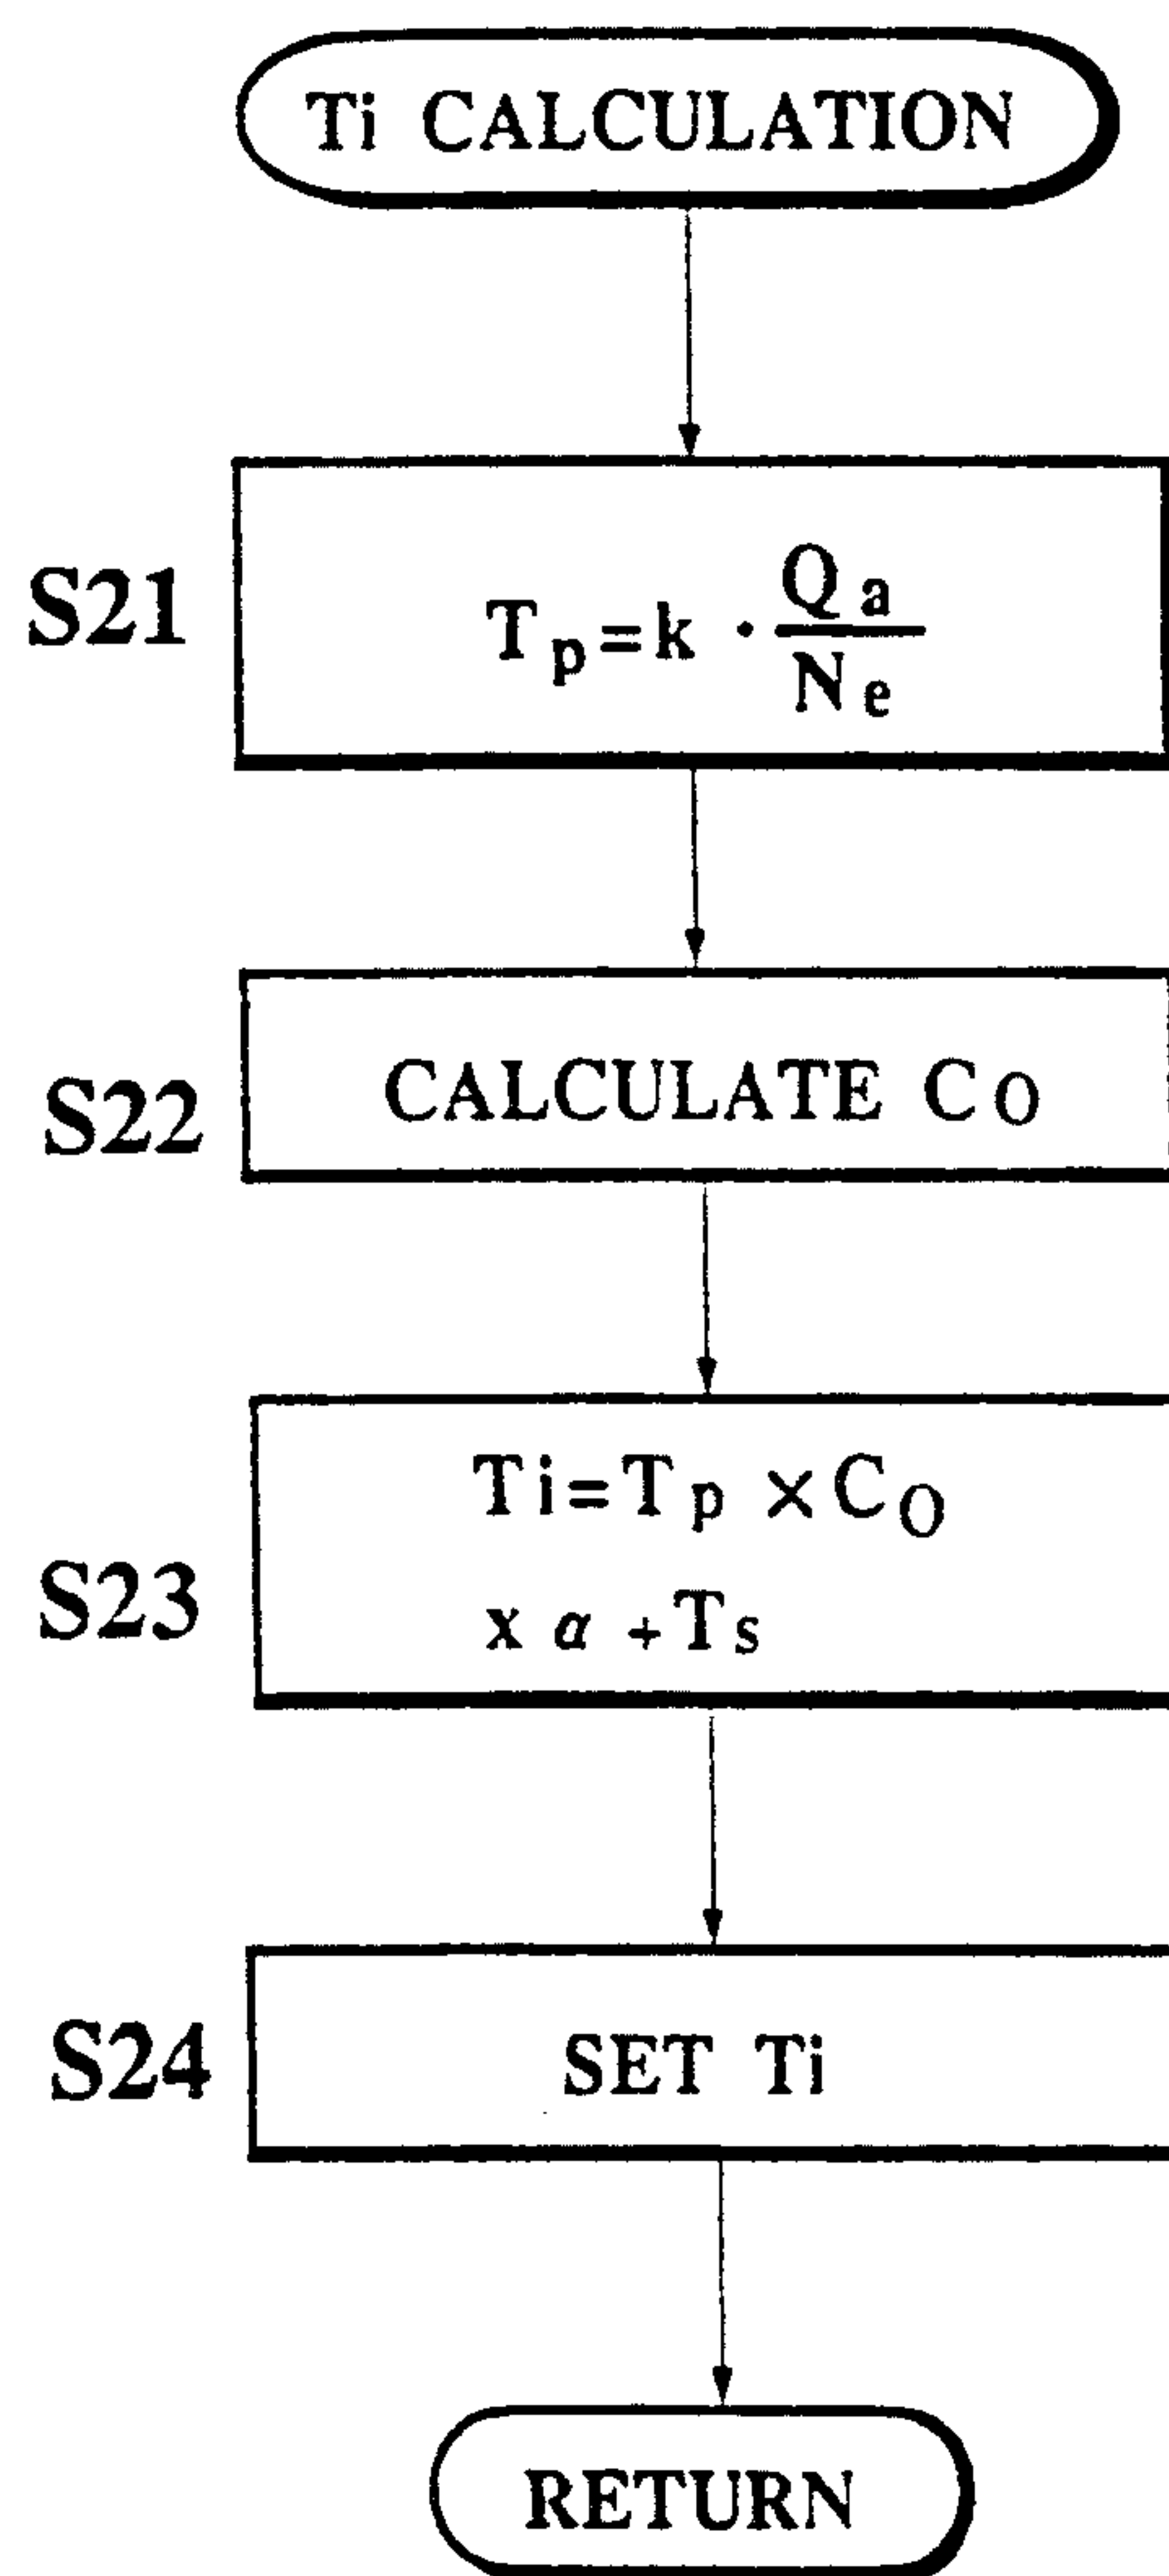 Ti CALCULATION
S21
Tp=k · Qa/Ne
S22
CALCULATE CO
S23
Ti=Tp ×CO
x α +Ts
S24
SET Ti
RETURN